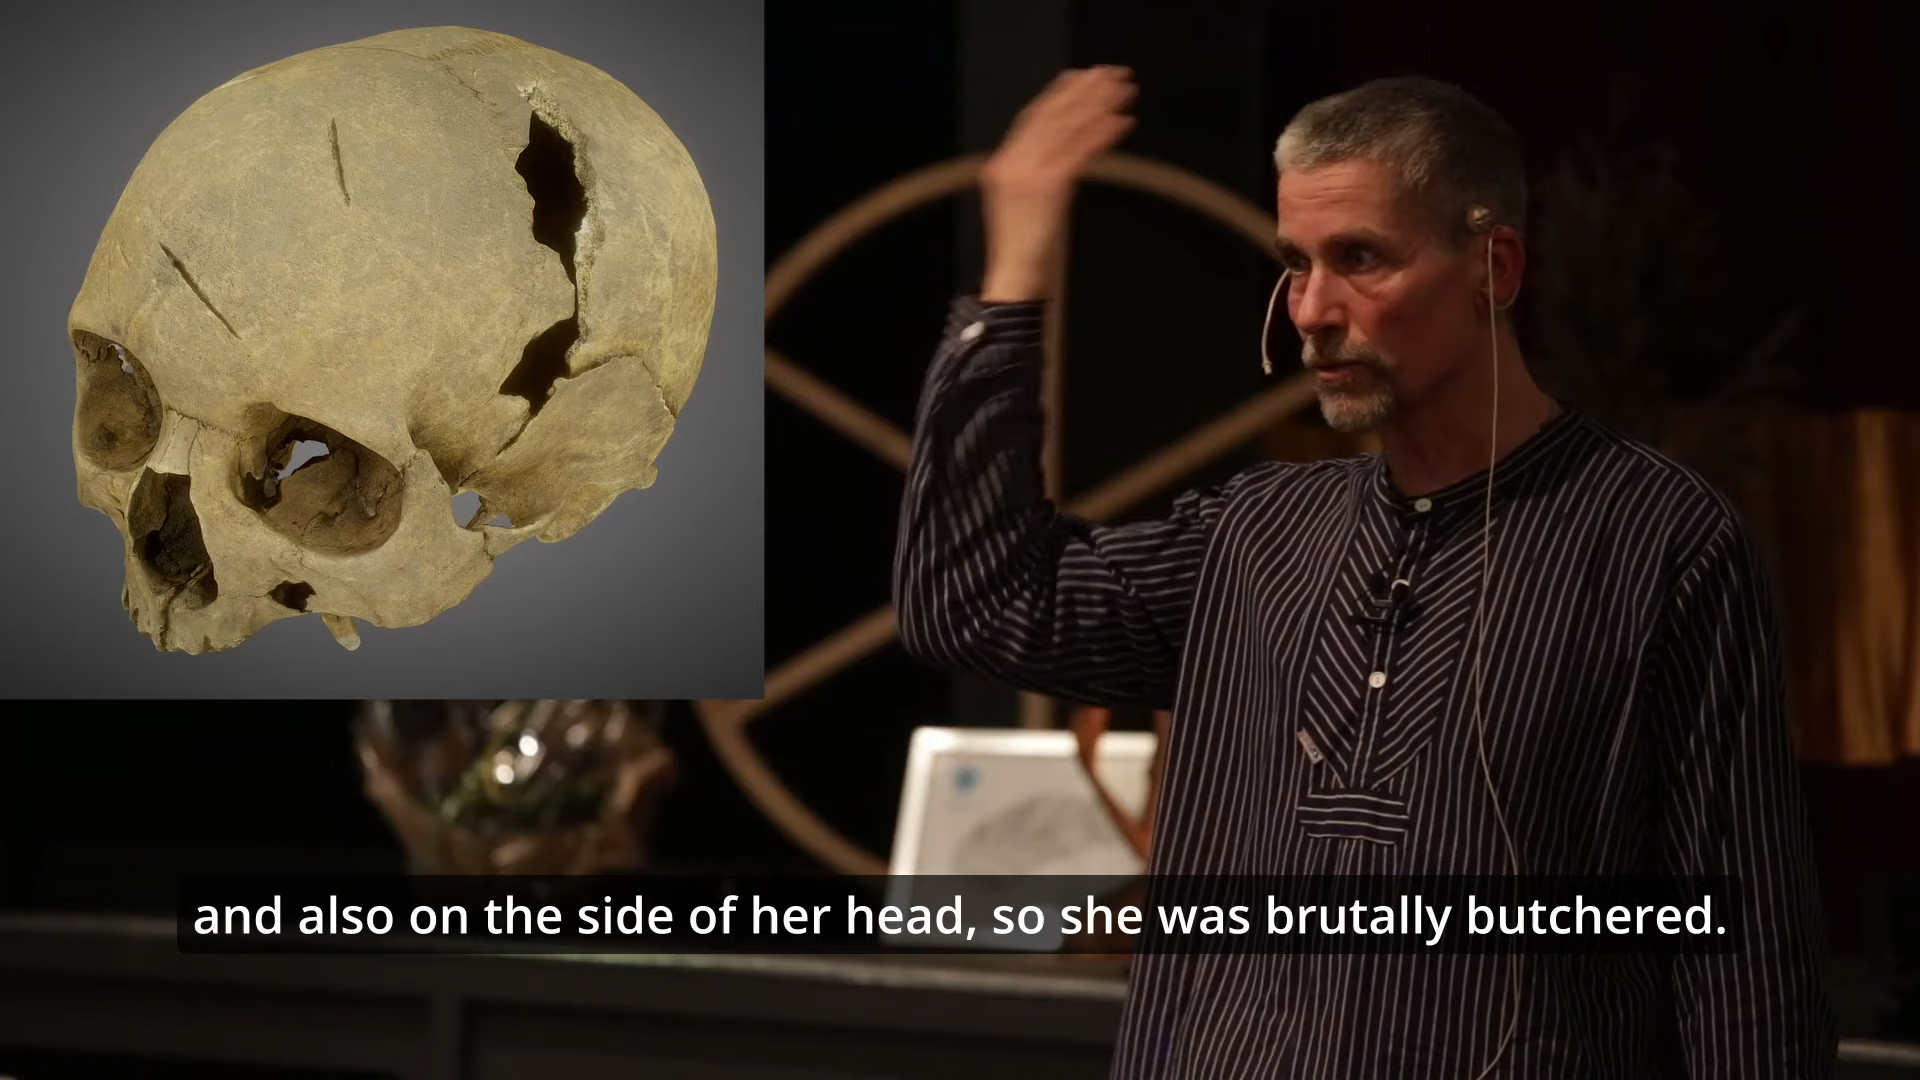 and also on the side of her head, so she was brutally butchered.